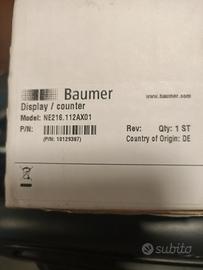 Baumer
www.baumer.com
Display / counter
Model: NE216.112AX01
P/N:
Rev: Qty: 1 ST
(P/N: 10129387)
Country of Origin: DE
subito